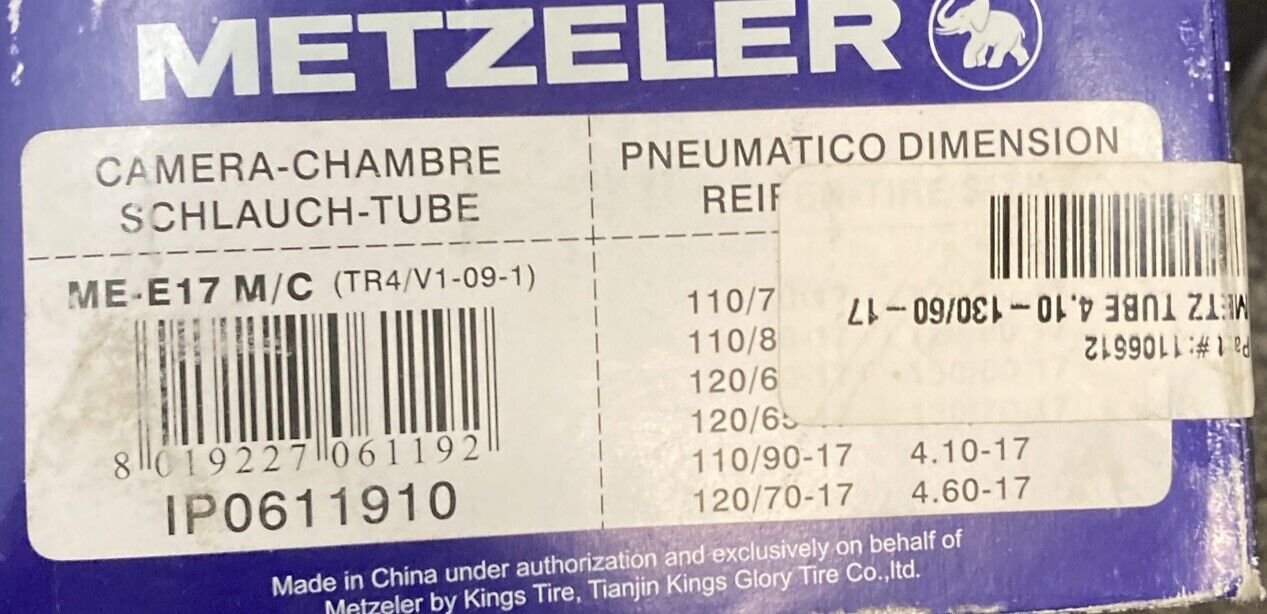 METZELER
CAMERA-CHAMBRE
SCHLAUCH-TUBE
ME-E17 M/C (TR4/V1-09-1)
8 019227 061192
IP0611910
PNEUMATICO DIMENSION
110/90-17 4.10-17
120/70-17 4.60-17
METZ TUBE 4.10-130/60-17
Part #:
Made in China under authorization and exclusively on behalf of
Metzeler by Kings Tire, Tianjin Kings Glory Tire Co.,ltd.